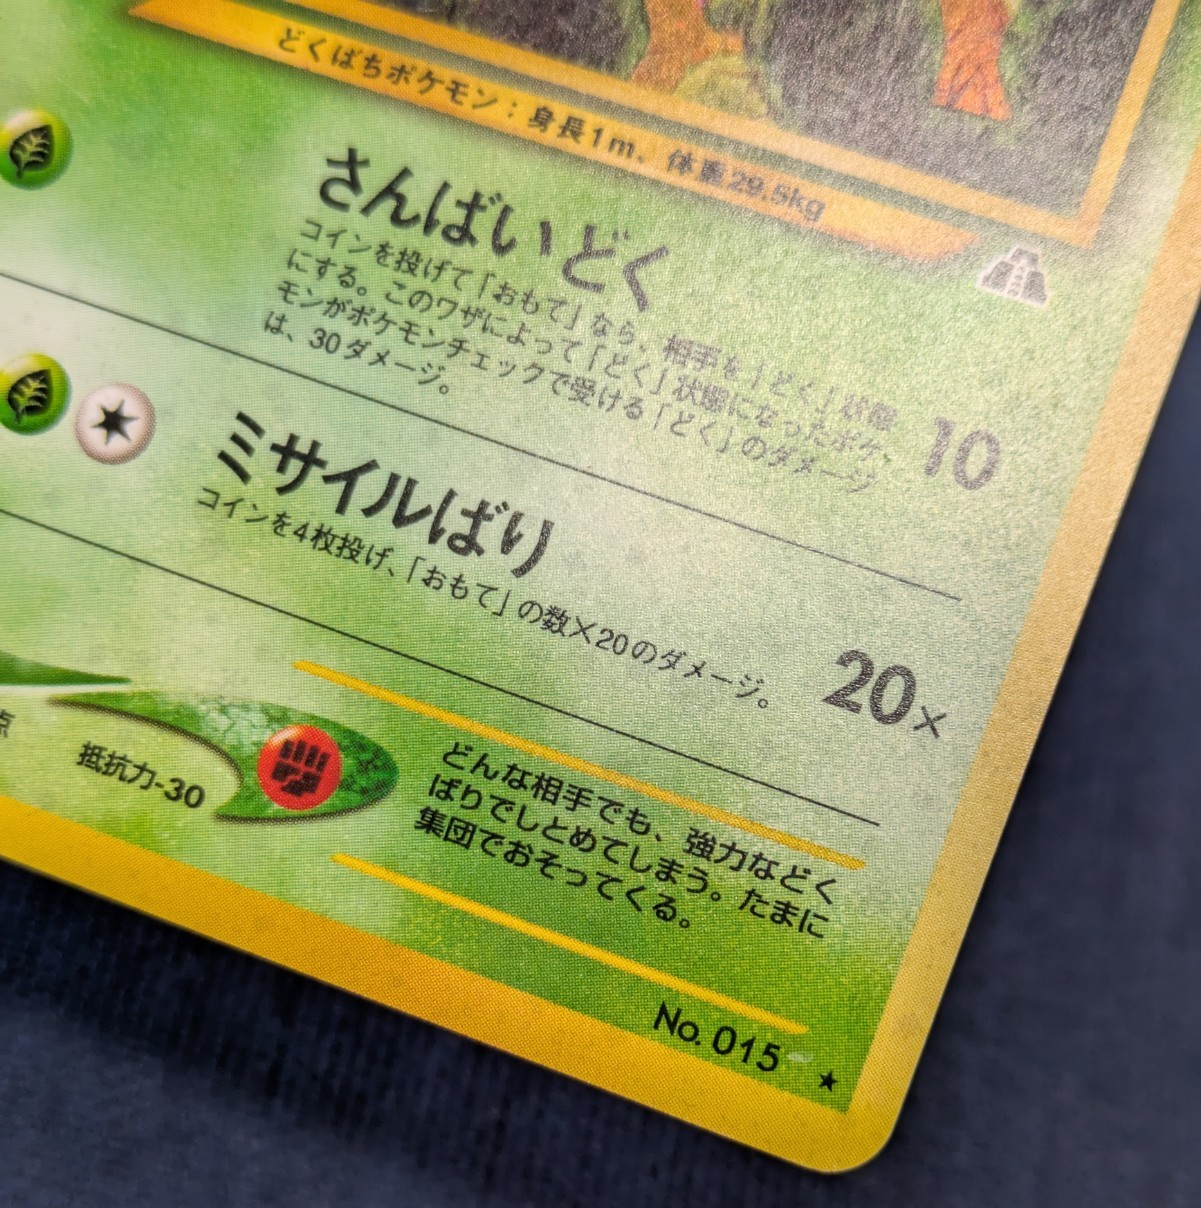 どくばちポケモン：身長1m、体重29.5kg
さんばいどく
コインを投げて「おもて」なら、相手を「どく」状態
にする。このワザによって「どく」状態になったポケ
モンがポケモンチェックで受ける「どく」のダメージ
は、30ダメージ。
10
ミサイルばり
コインを4枚投げ、「おもて」の数×20のダメージ。
20×
点
抵抗力-30
どんな相手でも、強力などく
ばりでしとめてしまう。たまに
集団でおそってくる。
No. 015 ★